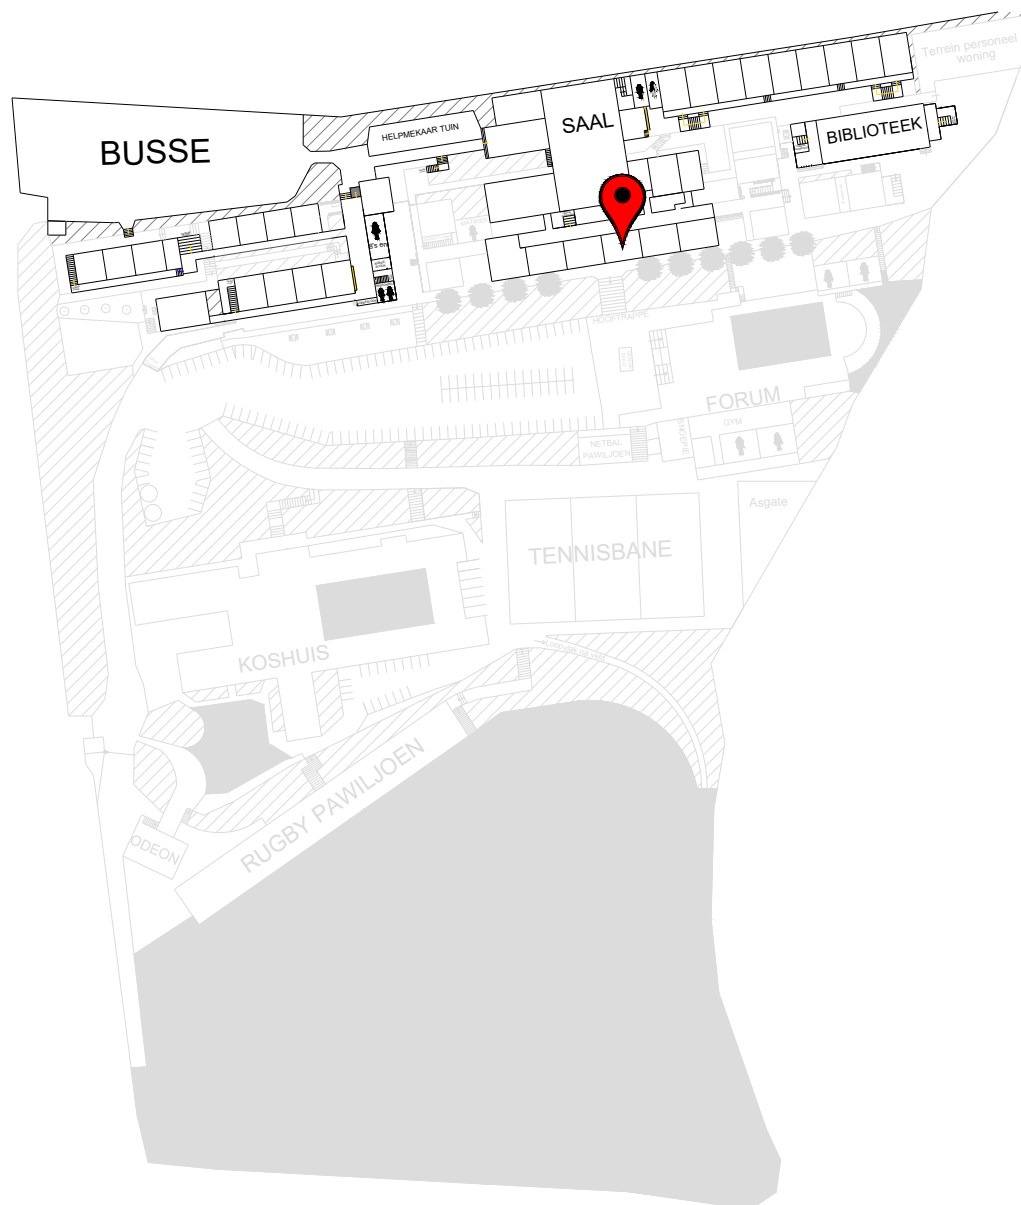 Terrein personeel
woning
HELPMEKAAR TUIN
SAAL
BIBLIOTEEK
BUSSE
HOOFTRAPPE
FORUM
GYM
NETBAL
PAWILJOEN
Asgate
TENNISBANE
KOSHUIS
RUGBY PAWILJOEN
ODEON